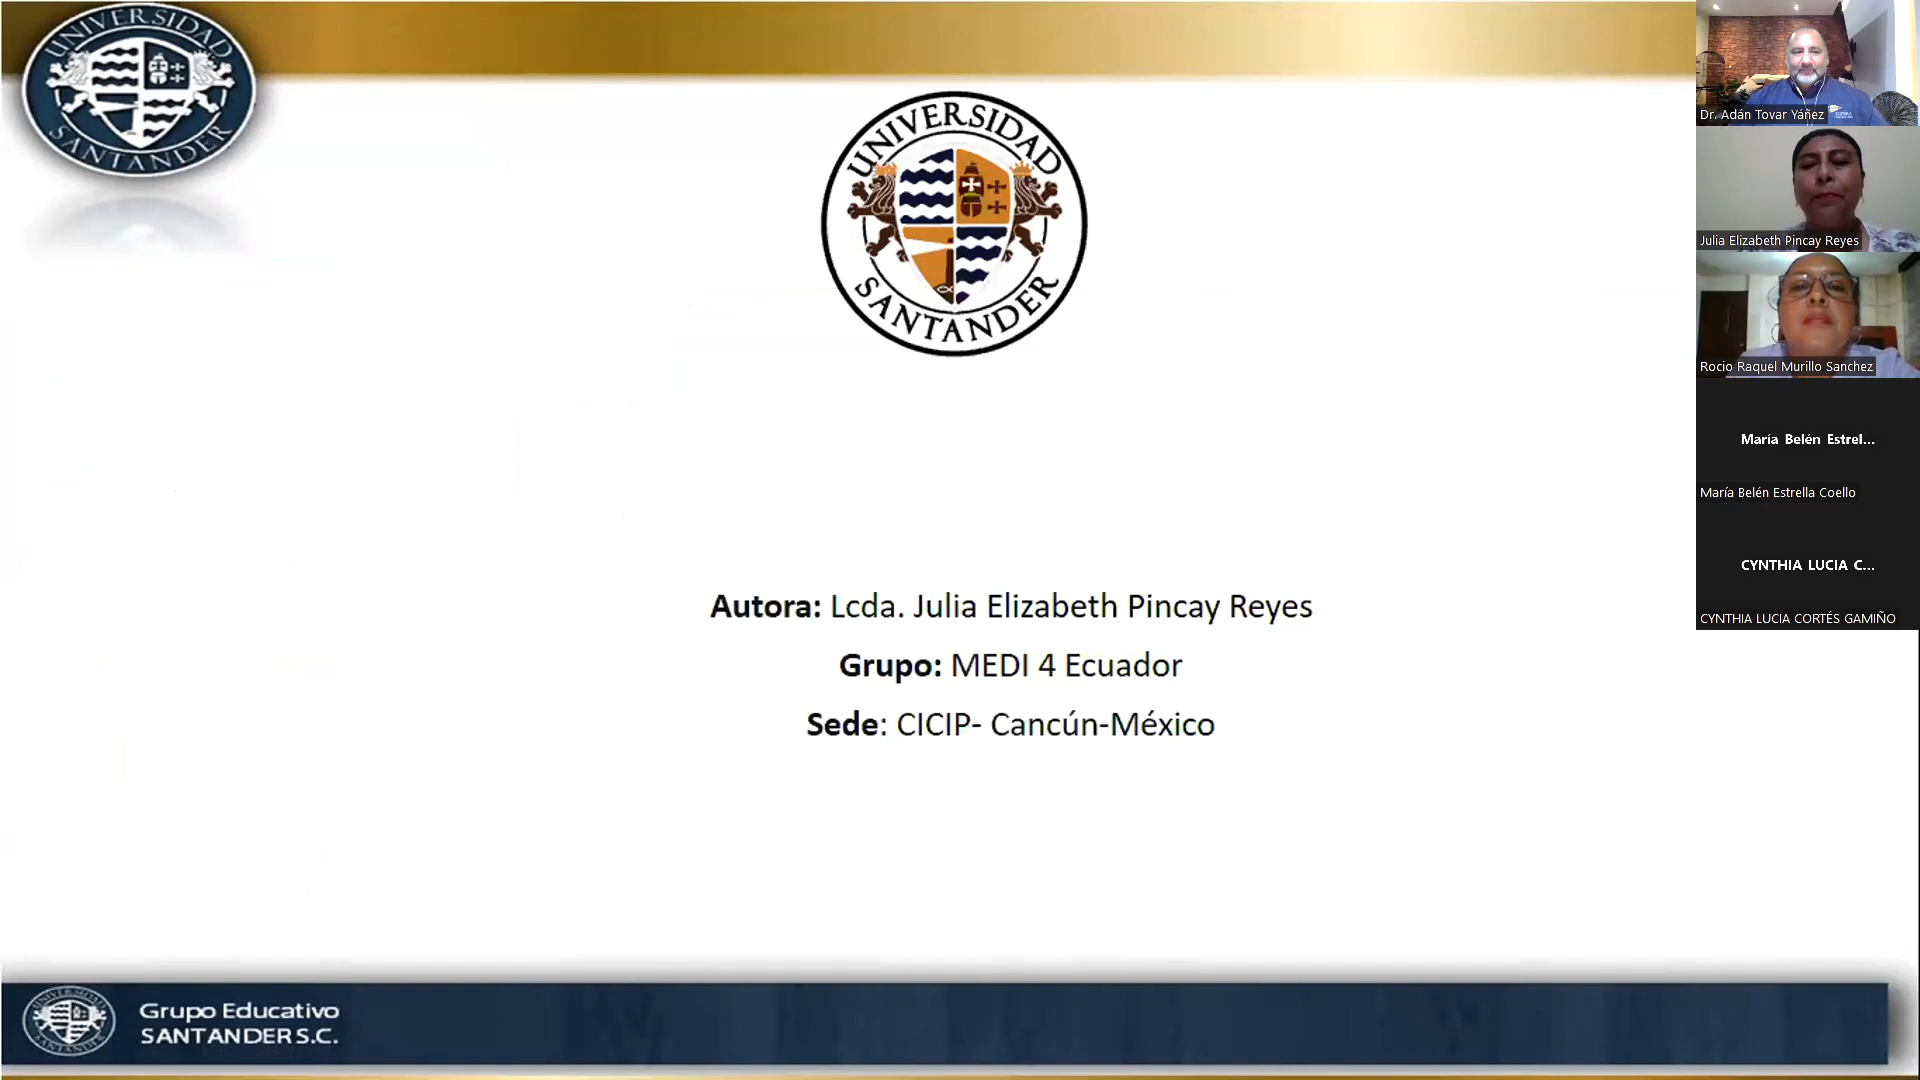 UNIVERSIDAD
SANTANDER
UNIVERSIDAD
SANTANDER
Autora: Lcda. Julia Elizabeth Pincay Reyes
Grupo: MEDI 4 Ecuador
Sede: CICIP- Cancún-México
UNIVERSIDAD
SANTANDER
Grupo Educativo
SANTANDER S.C.
Dr. Adán Tovar Yáñez
Julia Elizabeth Pincay Reyes
Rocio Raquel Murillo Sanchez
María Belén Estrel...
María Belén Estrella Coello
CYNTHIA LUCIA C...
CYNTHIA LUCIA CORTÉS GAMIÑO